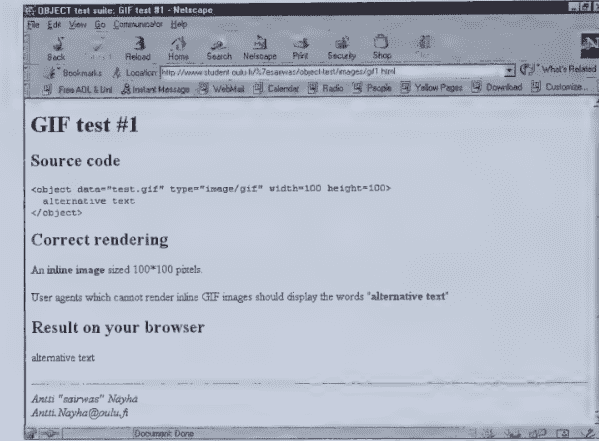 OBJECT test suite: GIF test #1 - Netscape
File Edit View Go Communicator Help
Back Reload Home Search Netscape Print Security Shop
Bookmarks Location: http://www.student.oulu.fi/%7esairwas/object-test/images/gif1.html What's Related
Free AOL & Unl Instant Message WebMail Calendar Radio People Yellow Pages Download Customize...
GIF test #1
Source code
<object data="test.gif" type="image/gif" width=100 height=100>
alternative text
</object>
Correct rendering
An inline image sized 100*100 pixels.
User agents which cannot render inline GIF images should display the words "alternative text"
Result on your browser
alternative text
Antti "sairwas" Näyhä
Antti.Nayha@oulu.fi
Document: Done